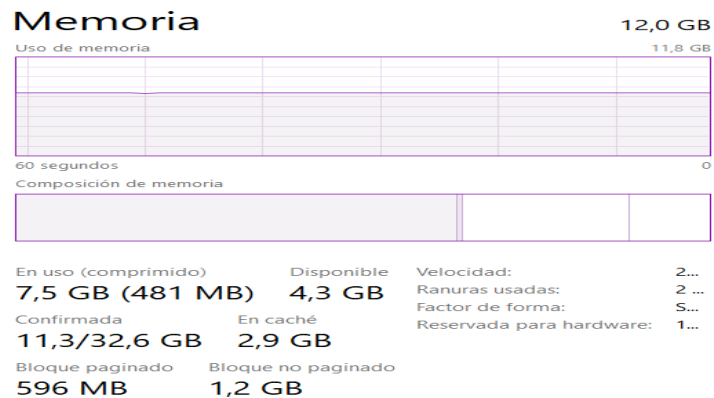 Memoria 12,0 GB
Uso de memoria 11,8 GB
60 segundos 0
Composición de memoria
En uso (comprimido) Disponible Velocidad: 2...
7,5 GB (481 MB) 4,3 GB Ranuras usadas: 2 ...
Factor de forma: S...
Confirmada En caché Reservada para hardware: 1...
11,3/32,6 GB 2,9 GB
Bloque paginado Bloque no paginado
596 MB 1,2 GB